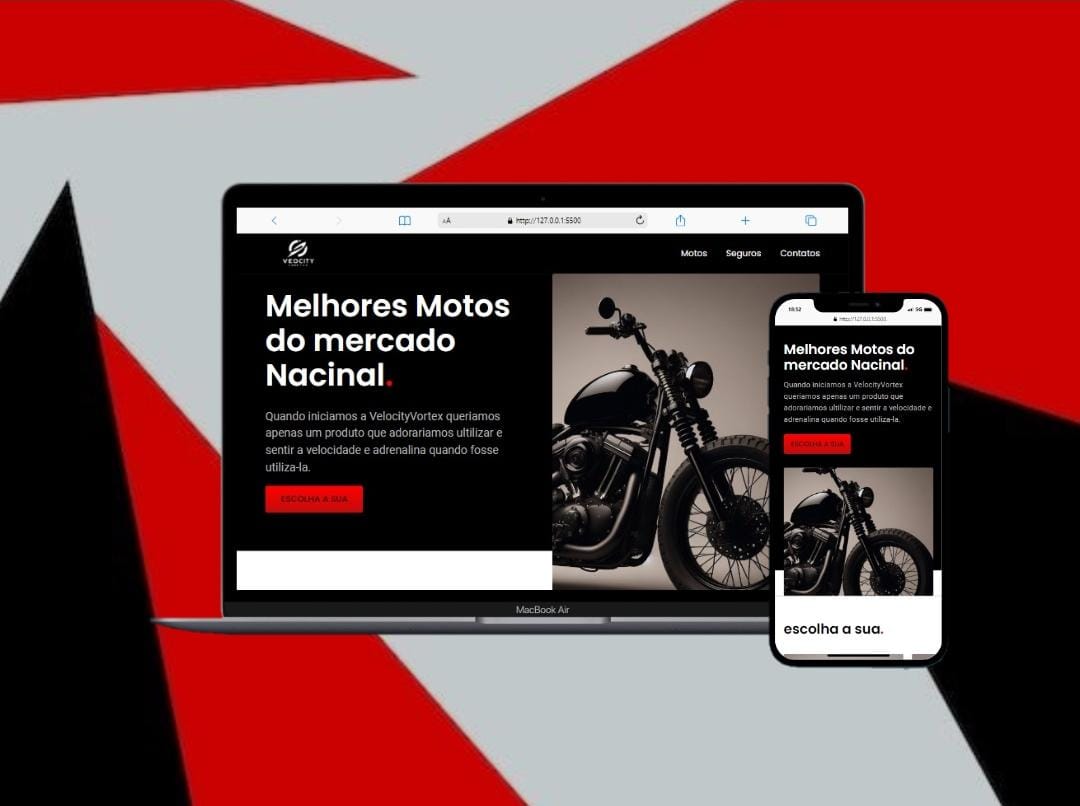 AA http://127.0.0.1:5500
VEOCITY
Motos Seguros Contatos
Melhores Motos
do mercado
Nacinal.
Quando iniciamos a VelocityVortex queriamos
apenas um produto que adorariamos ultilizar e
sentir a velocidade e adrenalina quando fosse
utiliza-la.
ESCOLHA A SUA
MacBook Air
18:52 5G
http://127.0.0.1:5500
Melhores Motos do
mercado Nacinal.
Quando iniciamos a VelocityVortex
queriamos apenas um produto que
adorariamos ultilizar e sentir a velocidade e
adrenalina quando fosse utiliza-la.
ESCOLHA A SUA
escolha a sua.